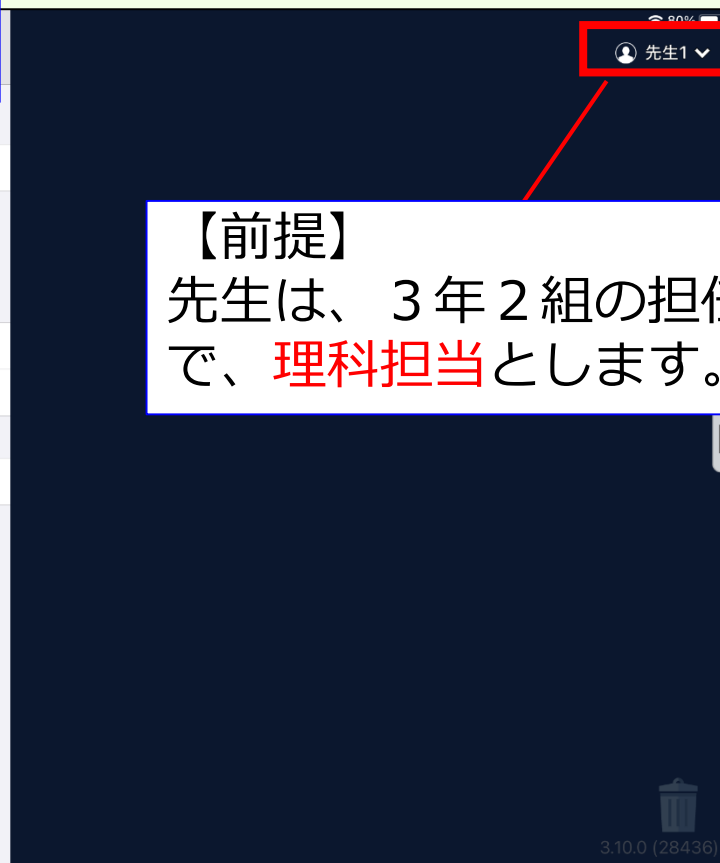 80%
先生1
【前提】
先生は、３年２組の担任
で、理科担当とします。
3.10.0 (28436)